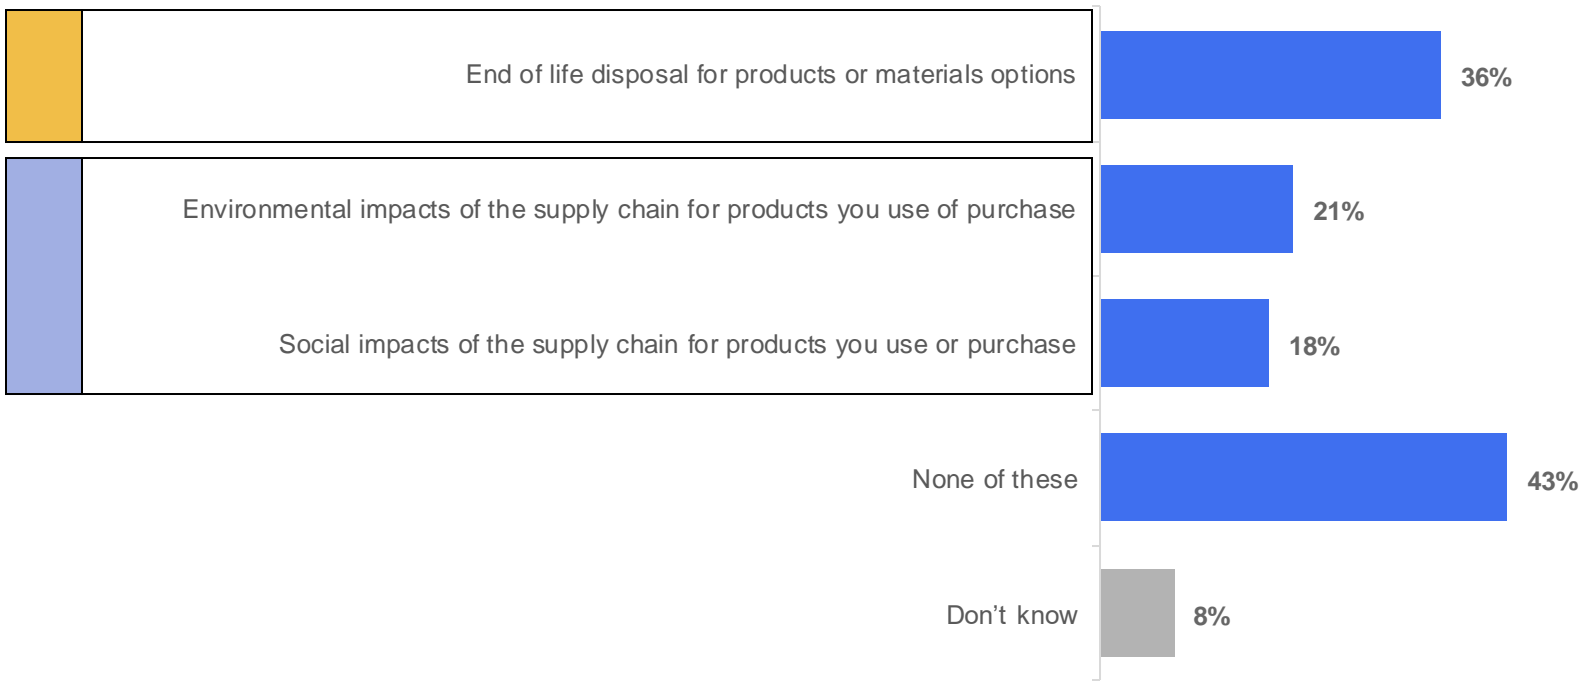 End of life disposal for products or materials options
36%
Environmental impacts of the supply chain for products you use of purchase
21%
Social impacts of the supply chain for products you use or purchase
18%
None of these
43%
Don’t know
8%